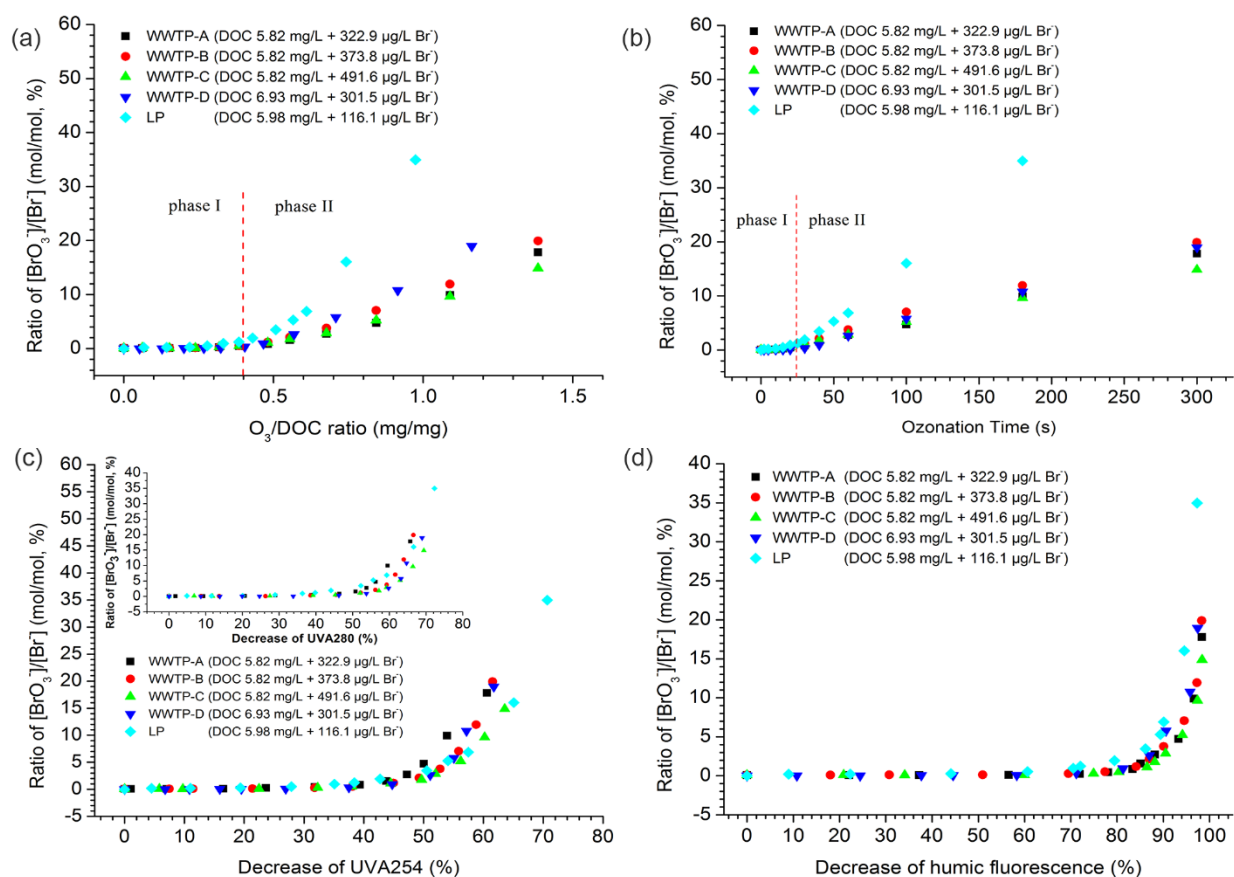 (a)
WWTP-A (DOC 5.82 mg/L + 322.9 µg/L Br⁻)
WWTP-B (DOC 5.82 mg/L + 373.8 µg/L Br⁻)
WWTP-C (DOC 5.82 mg/L + 491.6 µg/L Br⁻)
WWTP-D (DOC 6.93 mg/L + 301.5 µg/L Br⁻)
LP (DOC 5.98 mg/L + 116.1 µg/L Br⁻)
phase I
phase II
Ratio of [BrO₃⁻]/[Br⁻] (mol/mol, %)
60
50
40
30
20
10
0
0.0 0.5 1.0 1.5
O₃/DOC ratio (mg/mg)
(b)
WWTP-A (DOC 5.82 mg/L + 322.9 µg/L Br⁻)
WWTP-B (DOC 5.82 mg/L + 373.8 µg/L Br⁻)
WWTP-C (DOC 5.82 mg/L + 491.6 µg/L Br⁻)
WWTP-D (DOC 6.93 mg/L + 301.5 µg/L Br⁻)
LP (DOC 5.98 mg/L + 116.1 µg/L Br⁻)
phase I
phase II
Ratio of [BrO₃⁻]/[Br⁻] (mol/mol, %)
60
50
40
30
20
10
0
0 50 100 150 200 250 300
Ozonation Time (s)
(c)
Ratio of [BrO₃⁻]/[Br⁻] (mol/mol, %)
60
55
50
45
40
35
30
25
20
15
10
5
0
Ratio of [BrO₃⁻]/[Br⁻] (mol/mol, %)
40
35
30
25
20
15
10
5
0
-5
0 10 20 30 40 50 60 70 80
Decrease of UVA280 (%)
WWTP-A (DOC 5.82 mg/L + 322.9 µg/L Br⁻)
WWTP-B (DOC 5.82 mg/L + 373.8 µg/L Br⁻)
WWTP-C (DOC 5.82 mg/L + 491.6 µg/L Br⁻)
WWTP-D (DOC 6.93 mg/L + 301.5 µg/L Br⁻)
LP (DOC 5.98 mg/L + 116.1 µg/L Br⁻)
0 10 20 30 40 50 60 70 80
Decrease of UVA254 (%)
(d)
WWTP-A (DOC 5.82 mg/L + 322.9 µg/L Br⁻)
WWTP-B (DOC 5.82 mg/L + 373.8 µg/L Br⁻)
WWTP-C (DOC 5.82 mg/L + 491.6 µg/L Br⁻)
WWTP-D (DOC 6.93 mg/L + 301.5 µg/L Br⁻)
LP (DOC 5.98 mg/L + 116.1 µg/L Br⁻)
Ratio of [BrO₃⁻]/[Br⁻] (mol/mol, %)
40
35
30
25
20
15
10
5
0
-5
0 10 20 30 40 50 60 70 80 90 100
Decrease of humic fluorescence (%)